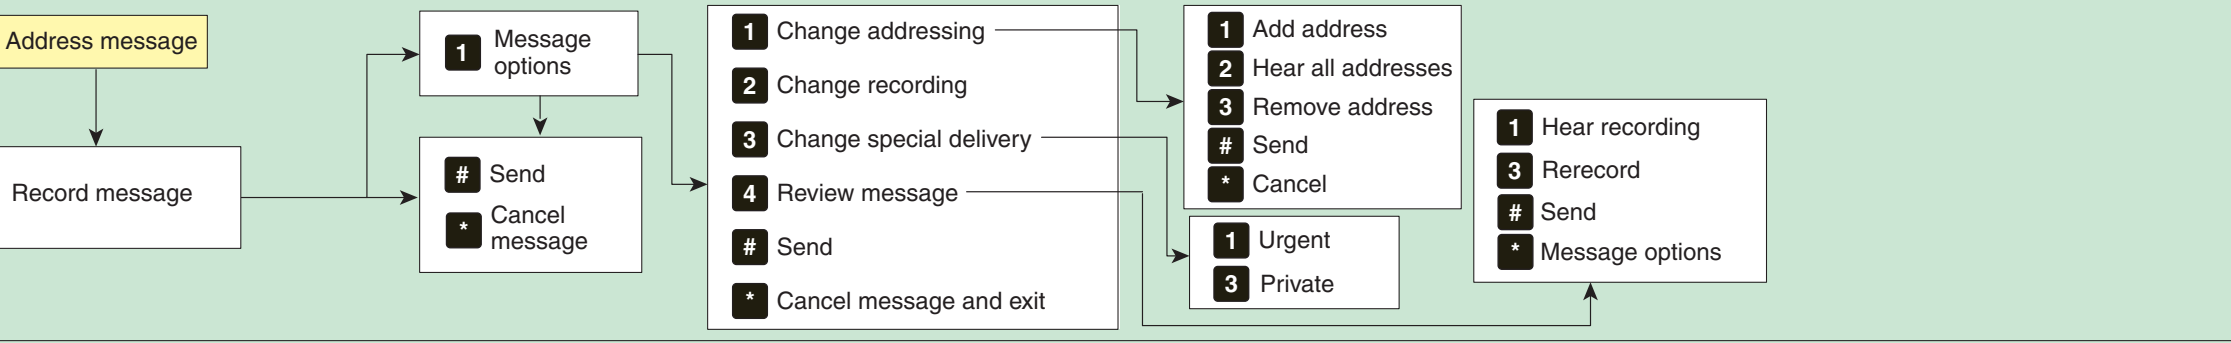 Address message
Record message
1 Message
options
# Send
* Cancel
message
1 Change addressing
2 Change recording
3 Change special delivery
4 Review message
# Send
* Cancel message and exit
1 Add address
2 Hear all addresses
3 Remove address
# Send
* Cancel
1 Urgent
3 Private
1 Hear recording
3 Rerecord
# Send
* Message options